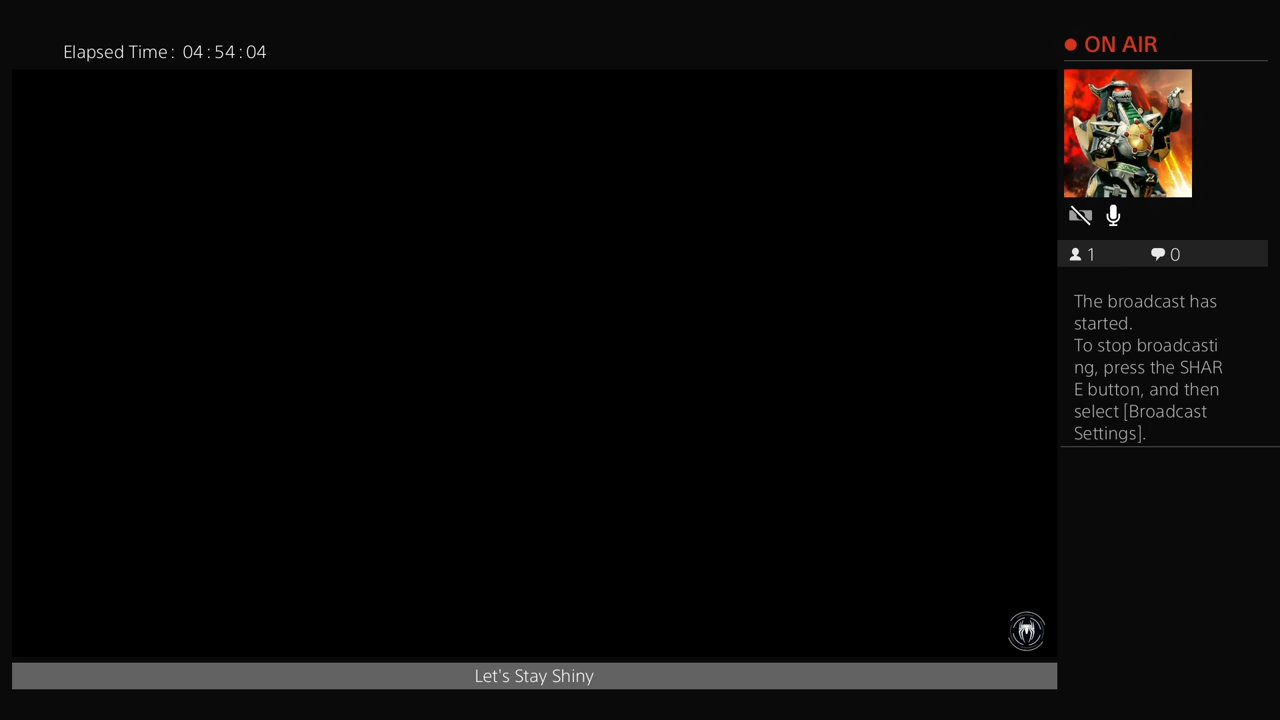 Elapsed Time: 04:54:04
ON AIR
1 0
The broadcast has
started.
To stop broadcasti
ng, press the SHAR
E button, and then
select [Broadcast
Settings].
Let's Stay Shiny